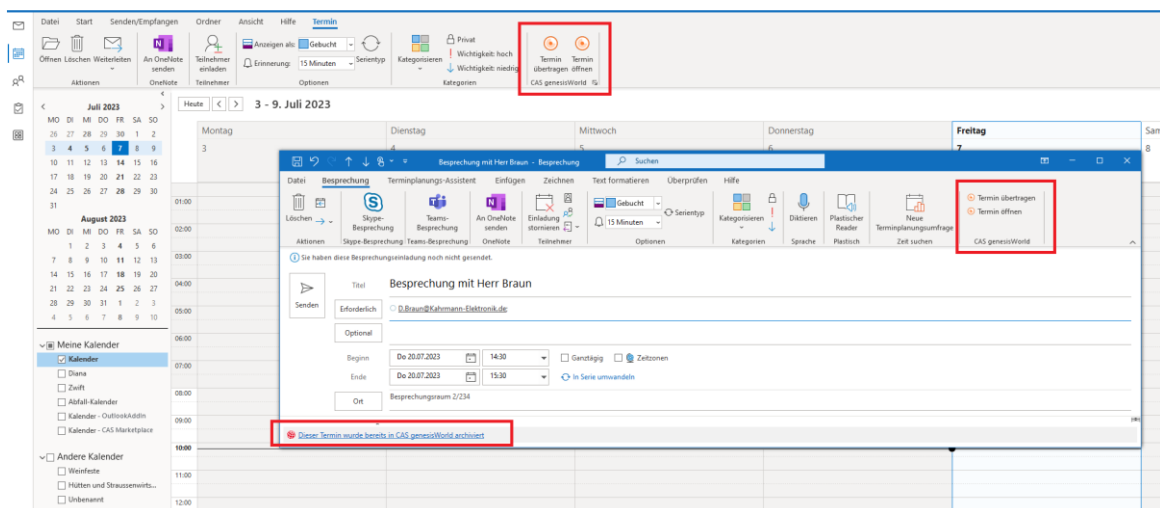 Datei Start Senden/Empfangen Ordner Ansicht Hilfe Termin
Öffnen Löschen Weiterleiten
An OneNote senden
Teilnehmer einladen
Anzeigen als: Gebucht
Erinnerung: 15 Minuten
Serientyp
Kategorisieren
Privat
Wichtigkeit: hoch
Wichtigkeit: niedrig
Termin übertragen
Termin öffnen
Aktionen OneNote Teilnehmer Optionen Kategorien CAS genesisWorld
Juli 2023
MO DI MI DO FR SA SO
26 27 28 29 30 1 2
3 4 5 6 7 8 9
10 11 12 13 14 15 16
17 18 19 20 21 22 23
24 25 26 27 28 29 30
31
August 2023
MO DI MI DO FR SA SO
1 2 3 4 5 6
7 8 9 10 11 12 13
14 15 16 17 18 19 20
21 22 23 24 25 26 27
28 29 30 31 1 2 3
4 5 6 7 8 9 10
Meine Kalender
Kalender
Diana
Zwift
Abfall-Kalender
Kalender - OutlookAddin
Kalender - CAS Marketplace
Andere Kalender
Weinfeste
Hütten und Straussenwirts...
Unbenannt
Heute 3 - 9. Juli 2023
Montag Dienstag Mittwoch Donnerstag Freitag Sam
3 4 5 6 7 8
01:00
02:00
03:00
04:00
05:00
06:00
07:00
08:00
09:00
10:00
11:00
12:00
Besprechung mit Herr Braun - Besprechung
Suchen
Datei Besprechung Terminplanungs-Assistent Einfügen Zeichnen Text formatieren Überprüfen Hilfe
Löschen
Skype-Besprechung
Teams-Besprechung
An OneNote senden
Einladung stornieren
Gebucht
15 Minuten
Serientyp
Kategorisieren
Diktieren
Plastischer Reader
Neue Terminplanungsumfrage
Termin übertragen
Termin öffnen
Aktionen Skype-Besprechung Teams-Besprechung OneNote Teilnehmer Optionen Kategorien Sprache Plastisch Zeit suchen CAS genesisWorld
Sie haben diese Besprechungseinladung noch nicht gesendet.
Senden
Titel Besprechung mit Herr Braun
Erforderlich D.Braun@Kahrmann-Elektronik.de;
Optional
Beginn Do 20.07.2023 14:30 Ganztägig Zeitzonen
Ende Do 20.07.2023 15:30 In Serie umwandeln
Ort Besprechungsraum 2/234
Dieser Termin wurde bereits in CAS genesisWorld archiviert